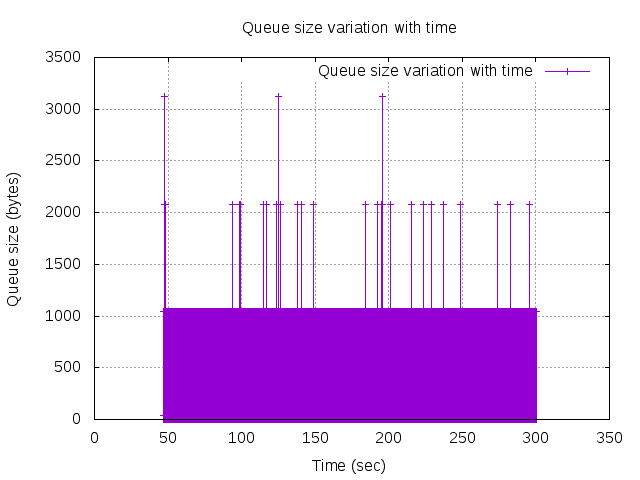 Queue size variation with time
Queue size variation with time
3500
3000
2500
2000
1500
1000
500
0
Queue size (bytes)
0 50 100 150 200 250 300 350
Time (sec)